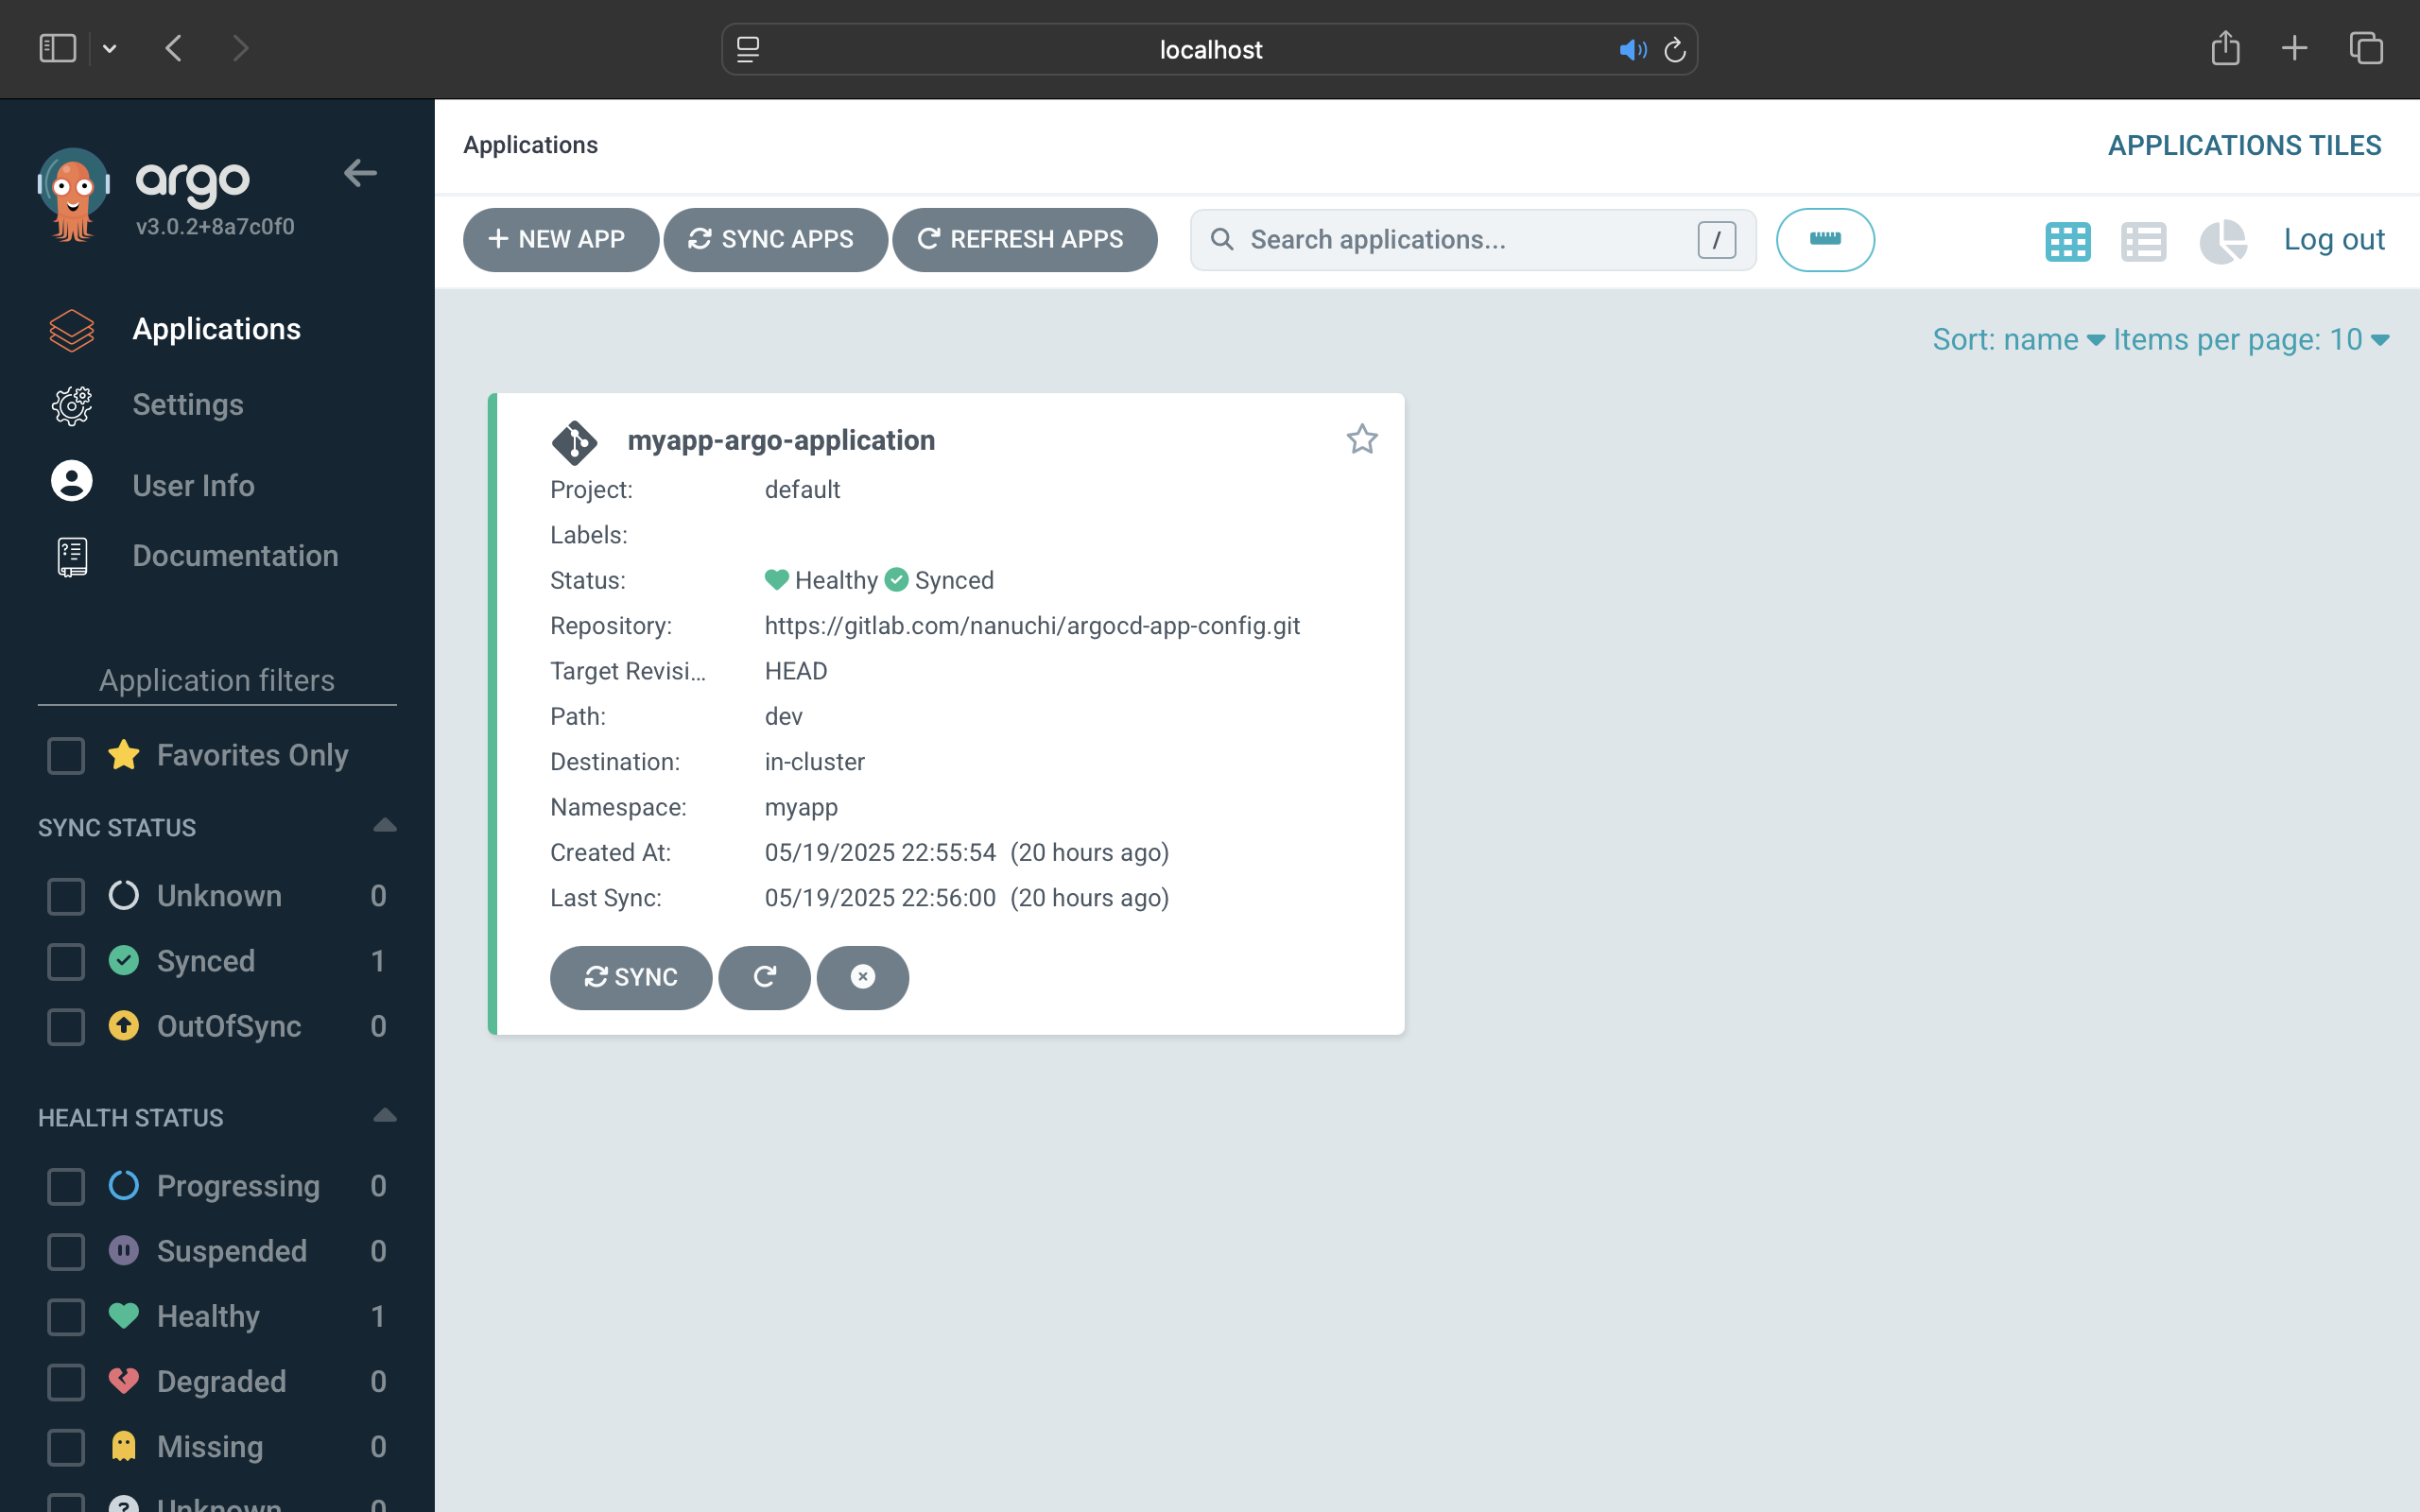 localhost
argo
v3.0.2+8a7c0f0
Applications
Settings
User Info
Documentation
Application filters
Favorites Only
SYNC STATUS
Unknown 0
Synced 1
OutOfSync 0
HEALTH STATUS
Progressing 0
Suspended 0
Healthy 1
Degraded 0
Missing 0
Unknown 0
Applications
APPLICATIONS TILES
+ NEW APP
SYNC APPS
REFRESH APPS
Search applications...
/
Log out
Sort: name
Items per page: 10
myapp-argo-application
Project: default
Labels:
Status: Healthy Synced
Repository: https://gitlab.com/nanuchi/argocd-app-config.git
Target Revisi... HEAD
Path: dev
Destination: in-cluster
Namespace: myapp
Created At: 05/19/2025 22:55:54 (20 hours ago)
Last Sync: 05/19/2025 22:56:00 (20 hours ago)
SYNC